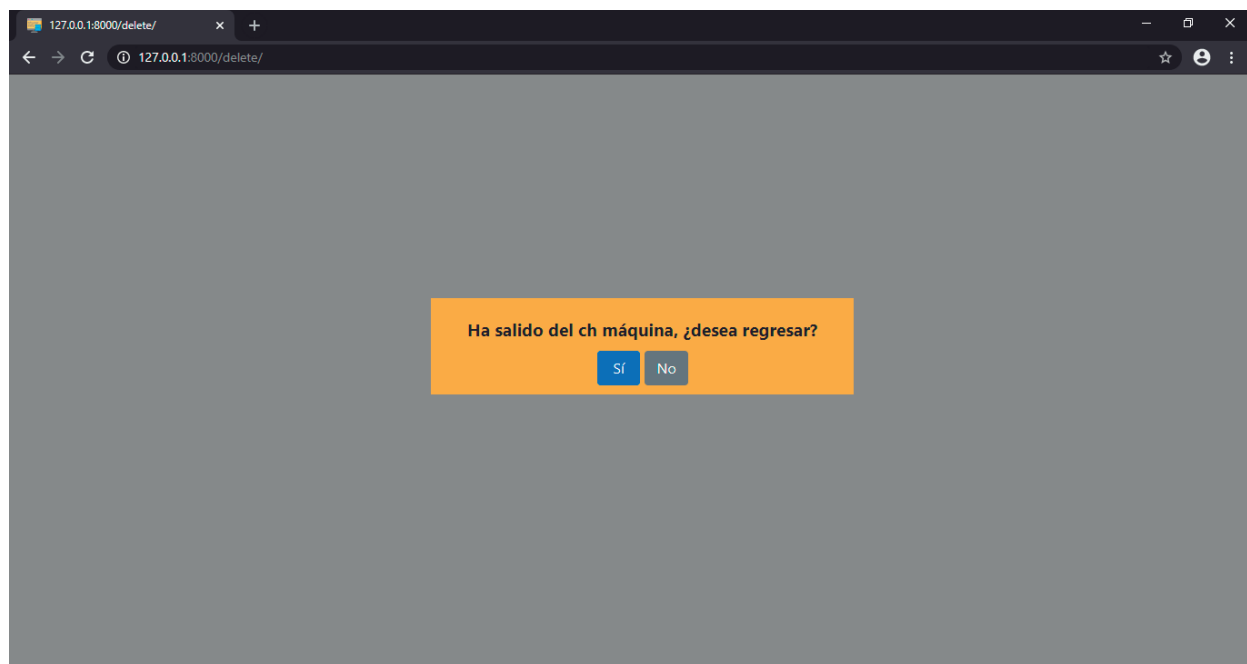 127.0.0.1:8000/delete/
127.0.0.1:8000/delete/
Ha salido del ch máquina, ¿desea regresar?
Sí No